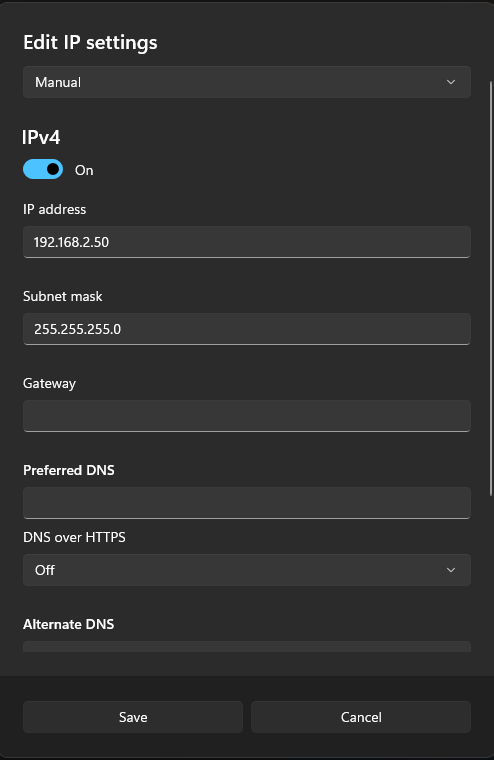 Edit IP settings
Manual
IPv4
On
IP address
192.168.2.50
Subnet mask
255.255.255.0
Gateway
Preferred DNS
DNS over HTTPS
Off
Alternate DNS
Save
Cancel